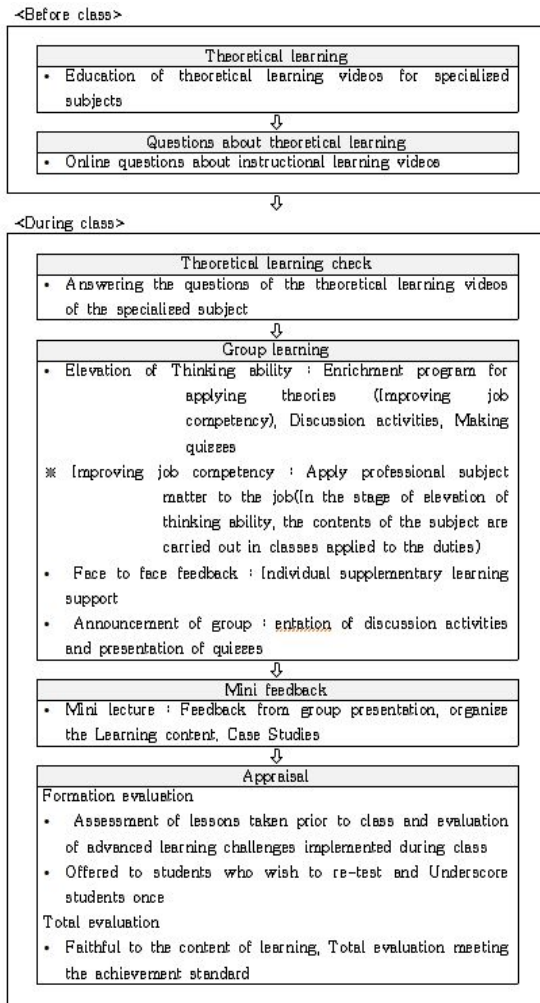 <Before class>
Theoretical learning
• Education of theoretical learning videos for specialized
subjects
⇩
Questions about theoretical learning
• Online questions about instructional learning videos
⇩
<During class>
Theoretical learning check
• Answering the questions of the theoretical learning videos
of the specialized subject
⇩
Group learning
• Elevation of Thinking ability : Enrichment program for
applying theories (Improving job
competency), Discussion activities, Making
quizzes
※ Improving job competency : Apply professional subject
matter to the job(In the stage of elevation of
thinking ability, the contents of the subject are
carried out in classes applied to the duties)
• Face to face feedback : Individual supplementary learning
support
• Announcement of group : entation of discussion activities
and presentation of quizzes
⇩
Mini feedback
• Mini lecture : Feedback from group presentation, organize
the Learning content, Case Studies
⇩
Appraisal
Formation evaluation
• Assessment of lessons taken prior to class and evaluation
of advanced learning challenges implemented during class
• Offered to students who wish to re-test and Underscore
students once
Total evaluation
• Faithful to the content of learning, Total evaluation meeting
the achievement standard